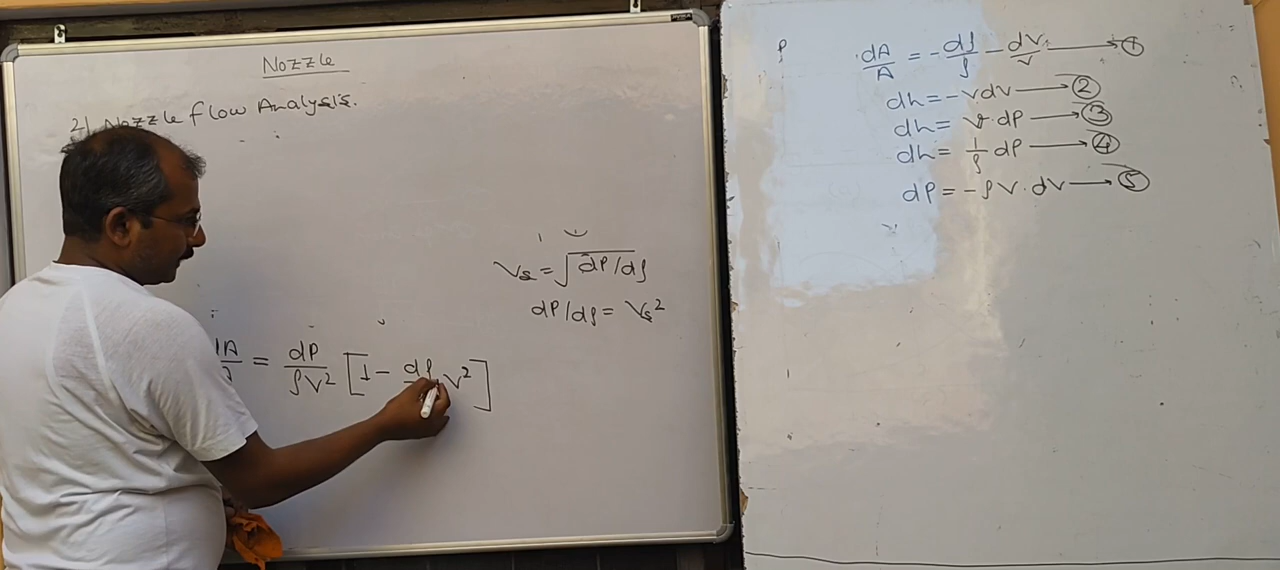 Nozzle
2) Nozzle flow Analysis.
Vs = √dP/dρ
dP/dρ = Vs²
dA = dP/ρV² [1 - dρ V²]
ρ
dA/A = -dρ/ρ - dV/V → ①
dh = -VdV → ②
dh = v·dP → ③
dh = 1/ρ dP → ④
dP = -ρV·dV → ⑤